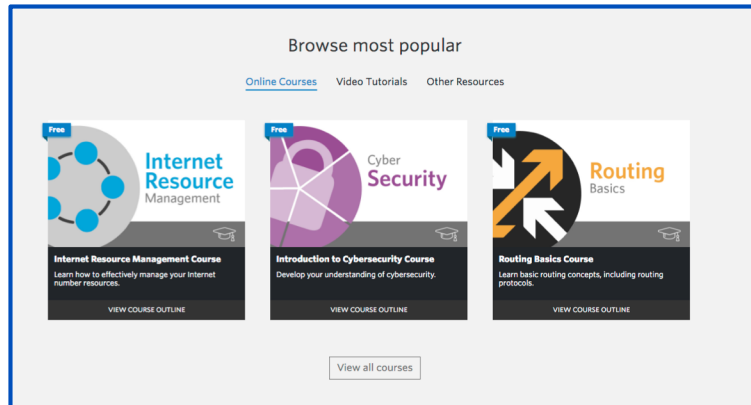 Browse most popular
Online Courses
Video Tutorials
Other Resources
Free
Internet
Resource
Management
Internet Resource Management Course
Learn how to effectively manage your Internet
number resources.
VIEW COURSE OUTLINE
Free
Cyber
Security
Introduction to Cybersecurity Course
Develop your understanding of cybersecurity.
VIEW COURSE OUTLINE
Free
Routing
Basics
Routing Basics Course
Learn basic routing concepts, including routing
protocols.
VIEW COURSE OUTLINE
View all courses